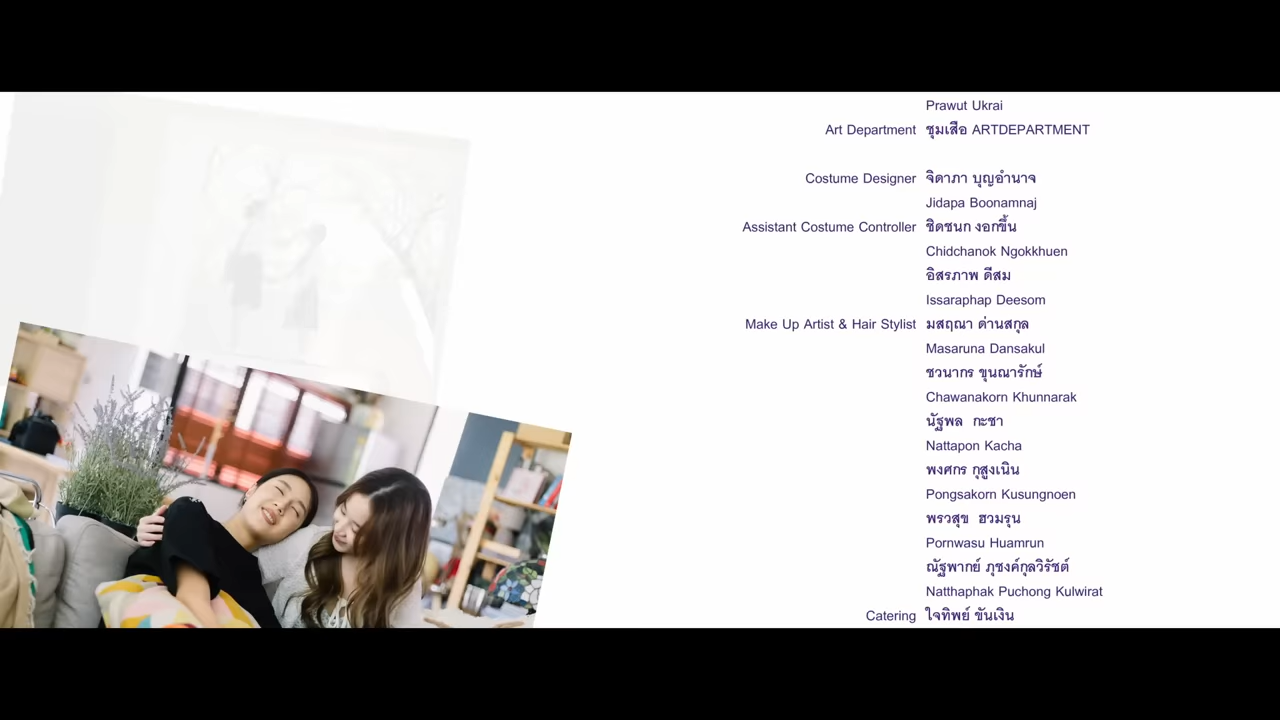 Prawut Ukrai
Art Department ซุมเสือ ARTDEPARTMENT
Costume Designer จิดาภา บุญอำนาจ
Jidapa Boonamnaj
Assistant Costume Controller ชิดชนก งอกขึ้น
Chidchanok Ngokkhuen
อิสรภาพ ดีสม
Issaraphap Deesom
Make Up Artist & Hair Stylist มสฤณา ด่านสกุล
Masaruna Dansakul
ชวนากร ขุนณารักษ์
Chawanakorn Khunnarak
นัฐพล กะชา
Nattapon Kacha
พงศกร กุสูงเนิน
Pongsakorn Kusungnoen
พรวสุข ฮวมรุน
Pornwasu Huamrun
ณัฐพากย์ ภุชงค์กุลวิรัชต์
Natthaphak Puchong Kulwirat
Catering ใจทิพย์ ขันเงิน